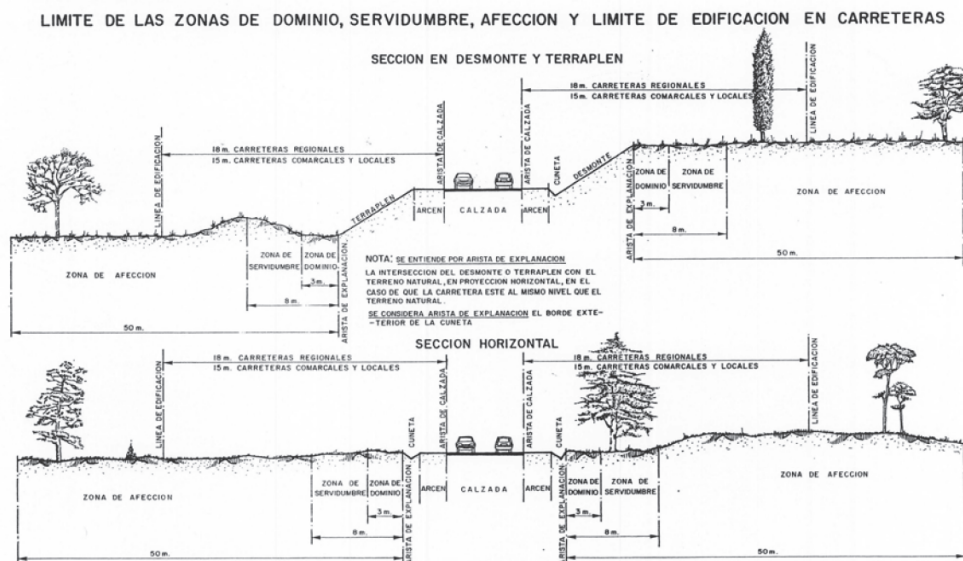 LIMITE DE LAS ZONAS DE DOMINIO, SERVIDUMBRE, AFECCION Y LIMITE DE EDIFICACION EN CARRETERAS
SECCION EN DESMONTE Y TERRAPLEN
LINEA DE EDIFICACION
18 m. CARRETERAS REGIONALES
15 m. CARRETERAS COMARCALES Y LOCALES
ARISTA DE CALZADA
ARISTA DE CALZADA
18 m. CARRETERAS REGIONALES
15 m. CARRETERAS COMARCALES Y LOCALES
LINEA DE EDIFICACION
TERRAPLEN
ARCEN
CALZADA
ARCEN
CUNETA
DESMONTE
ARISTA DE EXPLANACION
ZONA DE DOMINIO
ZONA DE SERVIDUMBRE
3 m.
8 m.
ZONA DE AFECCION
50 m.
ZONA DE AFECCION
ZONA DE SERVIDUMBRE
ZONA DE DOMINIO
3 m.
8 m.
50 m.
ARISTA DE EXPLANACION.
NOTA: SE ENTIENDE POR ARISTA DE EXPLANACION
LA INTERSECCION DEL DESMONTE O TERRAPLEN CON EL
TERRENO NATURAL, EN PROYECCION HORIZONTAL, EN EL
CASO DE QUE LA CARRETERA ESTE AL MISMO NIVEL QUE EL
TERRENO NATURAL.
SE CONSIDERA ARISTA DE EXPLANACION EL BORDE EXTE-
-TERIOR DE LA CUNETA
SECCION HORIZONTAL
LINEA DE EDIFICACION
18 m. CARRETERAS REGIONALES
15 m. CARRETERAS COMARCALES Y LOCALES
CUNETA
ARISTA DE CALZADA
ARISTA DE CALZADA
CUNETA
18 m. CARRETERAS REGIONALES
15 m. CARRETERAS COMARCALES Y LOCALES
LINEA DE EDIFICACION
ZONA DE AFECCION
ZONA DE SERVIDUMBRE
ZONA DE DOMINIO
3 m.
8 m.
50 m.
ARISTA DE EXPLANACION
ARCEN
CALZADA
ARCEN
ARISTA DE EXPLANACION
ZONA DE DOMINIO
ZONA DE SERVIDUMBRE
3 m.
8 m.
ZONA DE AFECCION
50 m.